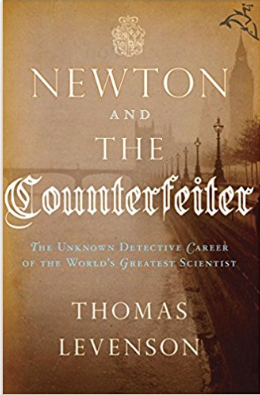 NEWTON
AND
THE
Counterfeiter
THE UNKNOWN DETECTIVE CAREER
OF THE WORLD'S GREATEST SCIENTIST
THOMAS
LEVENSON